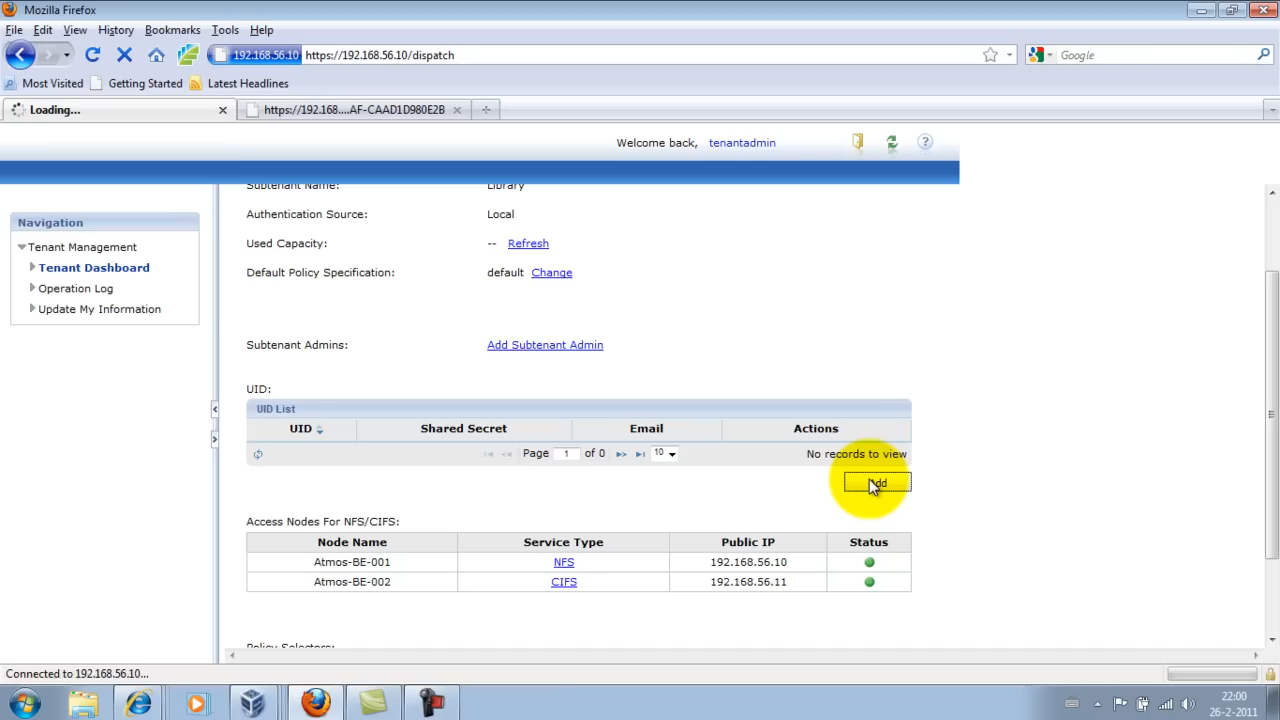 Mozilla Firefox
File Edit View History Bookmarks Tools Help
192.168.56.10 https://192.168.56.10/dispatch
Google
Most Visited Getting Started Latest Headlines
Loading... https://192.168....AF-CAAD1D980E2B
Welcome back, tenantadmin
Navigation
Tenant Management
Tenant Dashboard
Operation Log
Update My Information
Subtenant Name: Library
Authentication Source: Local
Used Capacity: -- Refresh
Default Policy Specification: default Change
Subtenant Admins: Add Subtenant Admin
UID:
UID List
UID Shared Secret Email Actions
Page 1 of 0 10 No records to view
Add
Access Nodes For NFS/CIFS:
Node Name Service Type Public IP Status
Atmos-BE-001 NFS 192.168.56.10
Atmos-BE-002 CIFS 192.168.56.11
Policy Selectors:
Connected to 192.168.56.10...
22:00
26-2-2011